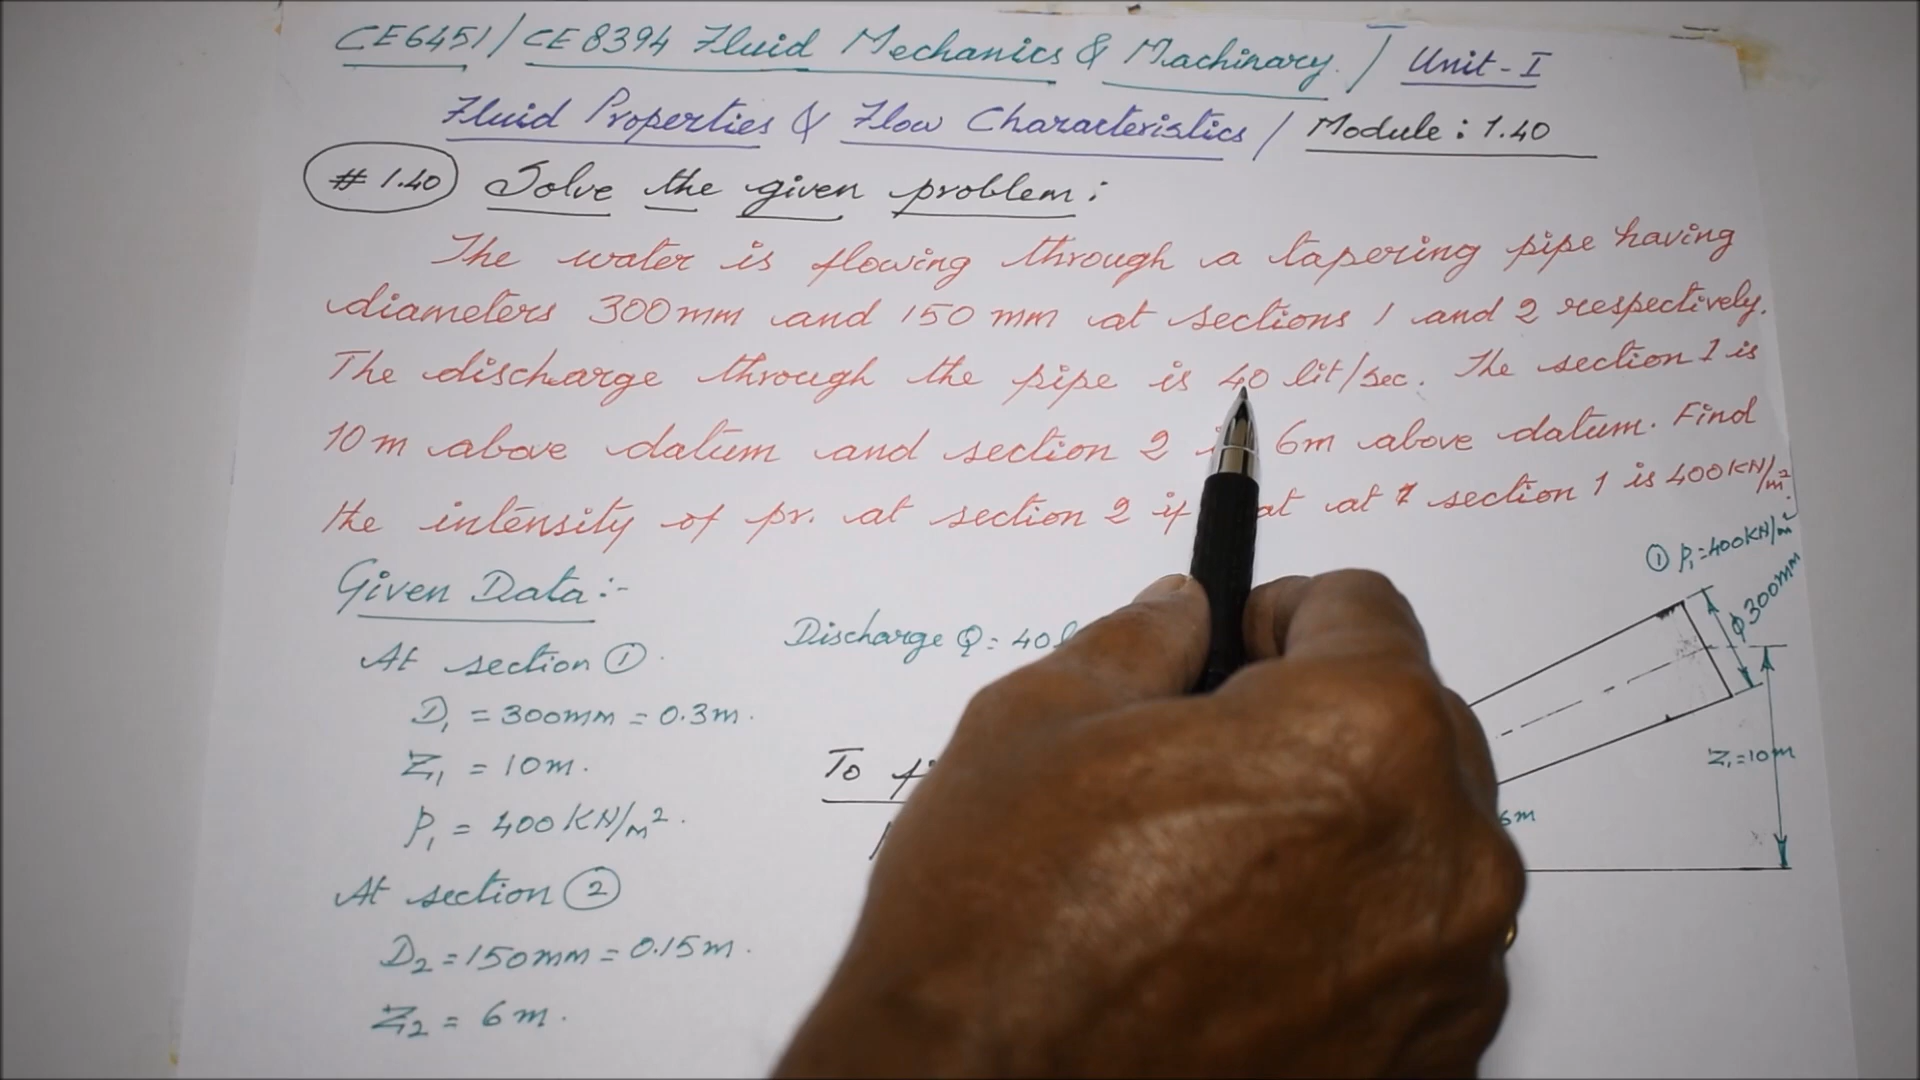 CE6451/CE8394 Fluid Mechanics & Machinary. / Unit-I
Fluid Properties & Flow Characteristics / Module: 1.40
# 1.40 Solve the given problem:
The water is flowing through a tapering pipe having
diameters 300mm and 150 mm at sections 1 and 2 respectively.
The discharge through the pipe is 40 lit/sec. The section 1 is
10m above datum and section 2 6m above datum. Find
the intensity of pr. at section 2 if at at section 1 is 400KN/m².
① P₁=400KN/m²
φ300mm
Given Data:-
At section ①
Discharge Q = 40
D₁ = 300mm = 0.3m.
Z₁ = 10m.
To
Z₁=10m
P₁ = 400KN/m².
6m
At section ②
D₂=150mm=0.15m.
Z₂ = 6m.